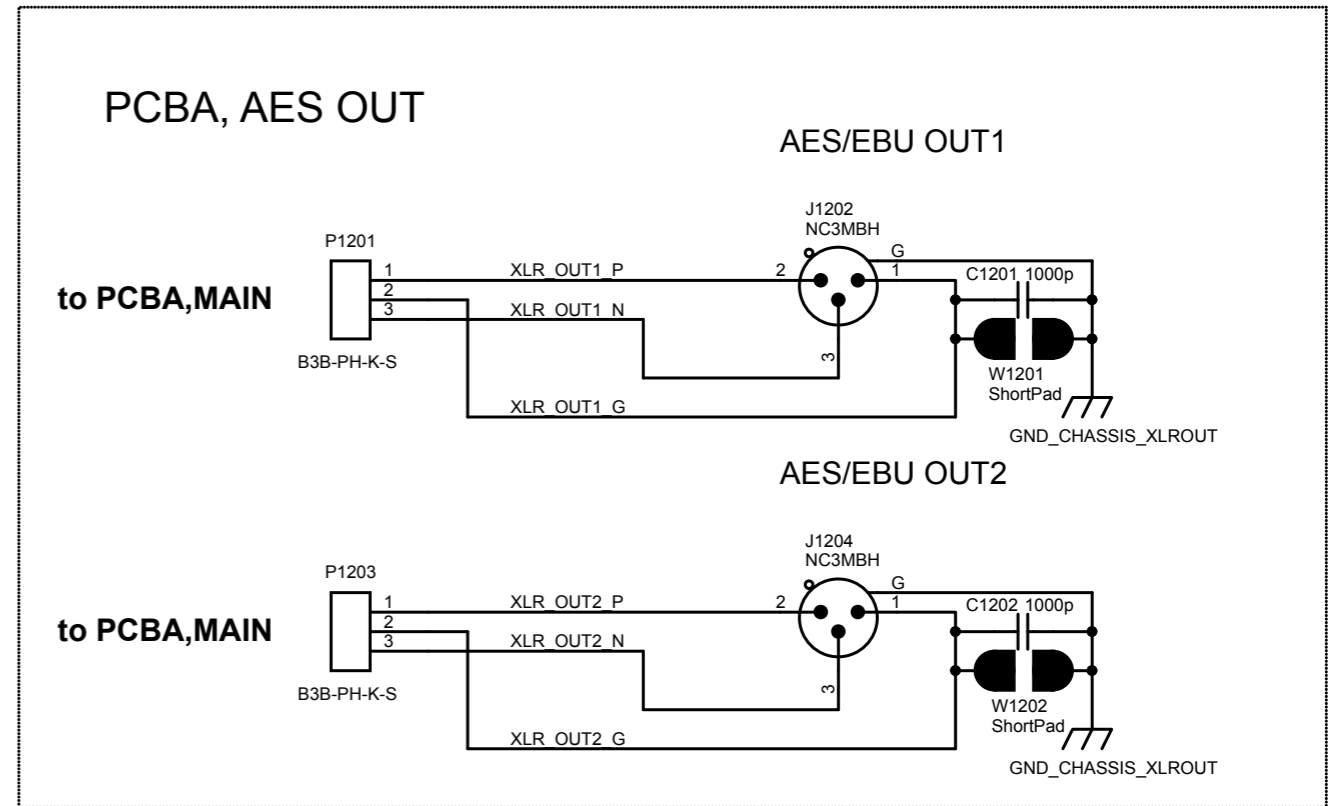 PCBA, AES OUT
AES/EBU OUT1
J1202
NC3MBH
P1201
G
1
XLR_OUT1_P
2
1
C1201 1000p
2
to PCBA,MAIN
3
XLR_OUT1_N
B3B-PH-K-S
3
W1201
ShortPad
XLR_OUT1_G
GND_CHASSIS_XLROUT
AES/EBU OUT2
J1204
NC3MBH
P1203
G
1
XLR_OUT2_P
2
1
C1202 1000p
2
to PCBA,MAIN
3
XLR_OUT2_N
B3B-PH-K-S
3
W1202
ShortPad
XLR_OUT2_G
GND_CHASSIS_XLROUT